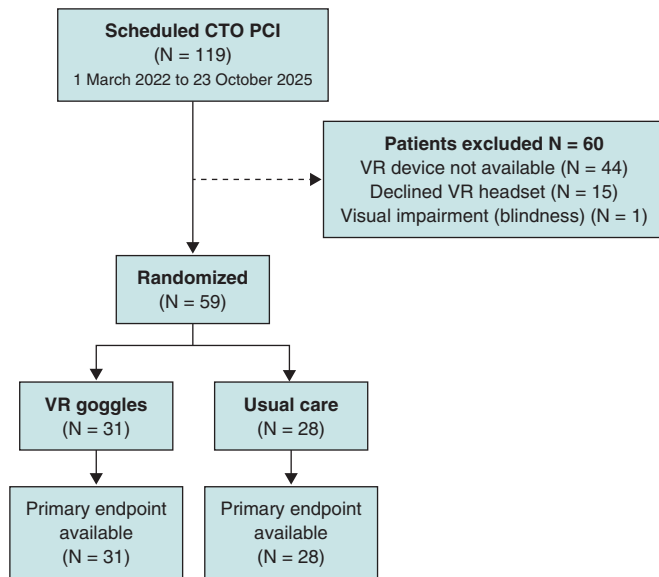 Scheduled CTO PCI
(N = 119)
1 March 2022 to 23 October 2025
Patients excluded N = 60
VR device not available (N = 44)
Declined VR headset (N = 15)
Visual impairment (blindness) (N = 1)
Randomized
(N = 59)
VR goggles
(N = 31)
Usual care
(N = 28)
Primary endpoint
available
(N = 31)
Primary endpoint
available
(N = 28)